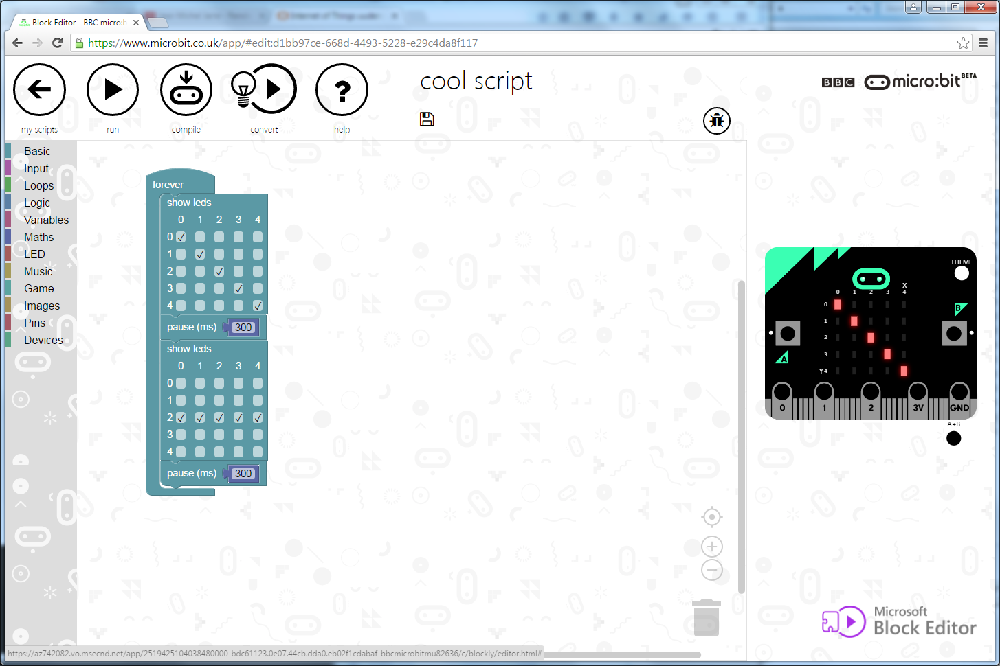 Block Editor - BBC micro:b
https://www.microbit.co.uk/app/#edit:d1bb97ce-668d-4493-5228-e29c4da8f117
my scripts
run
compile
convert
?
help
cool script
BBC micro:bit BETA
Basic
Input
Loops
Logic
Variables
Maths
LED
Music
Game
Images
Pins
Devices
forever
show leds
0 1 2 3 4
0
1
2
3
4
pause (ms) 300
show leds
0 1 2 3 4
0
1
2
3
4
pause (ms) 300
THEME
X
0 1 2 3 4
0
1
2
3
Y 4
B
A
0 1 2 3V GND
A+B
Microsoft
Block Editor
https://az742082.vo.msecnd.net/app/2519425104038480000-bdc61123.0e07.44cb.dda0.eb02f1cdabaf-bbcmicrobitmu82636/c/blockly/editor.html#